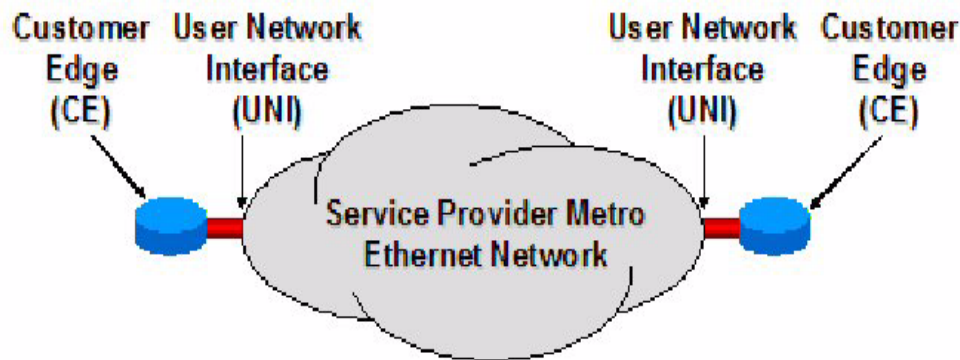 Customer
Edge
(CE)
User Network
Interface
(UNI)
User Network
Interface
(UNI)
Customer
Edge
(CE)
Service Provider Metro
Ethernet Network